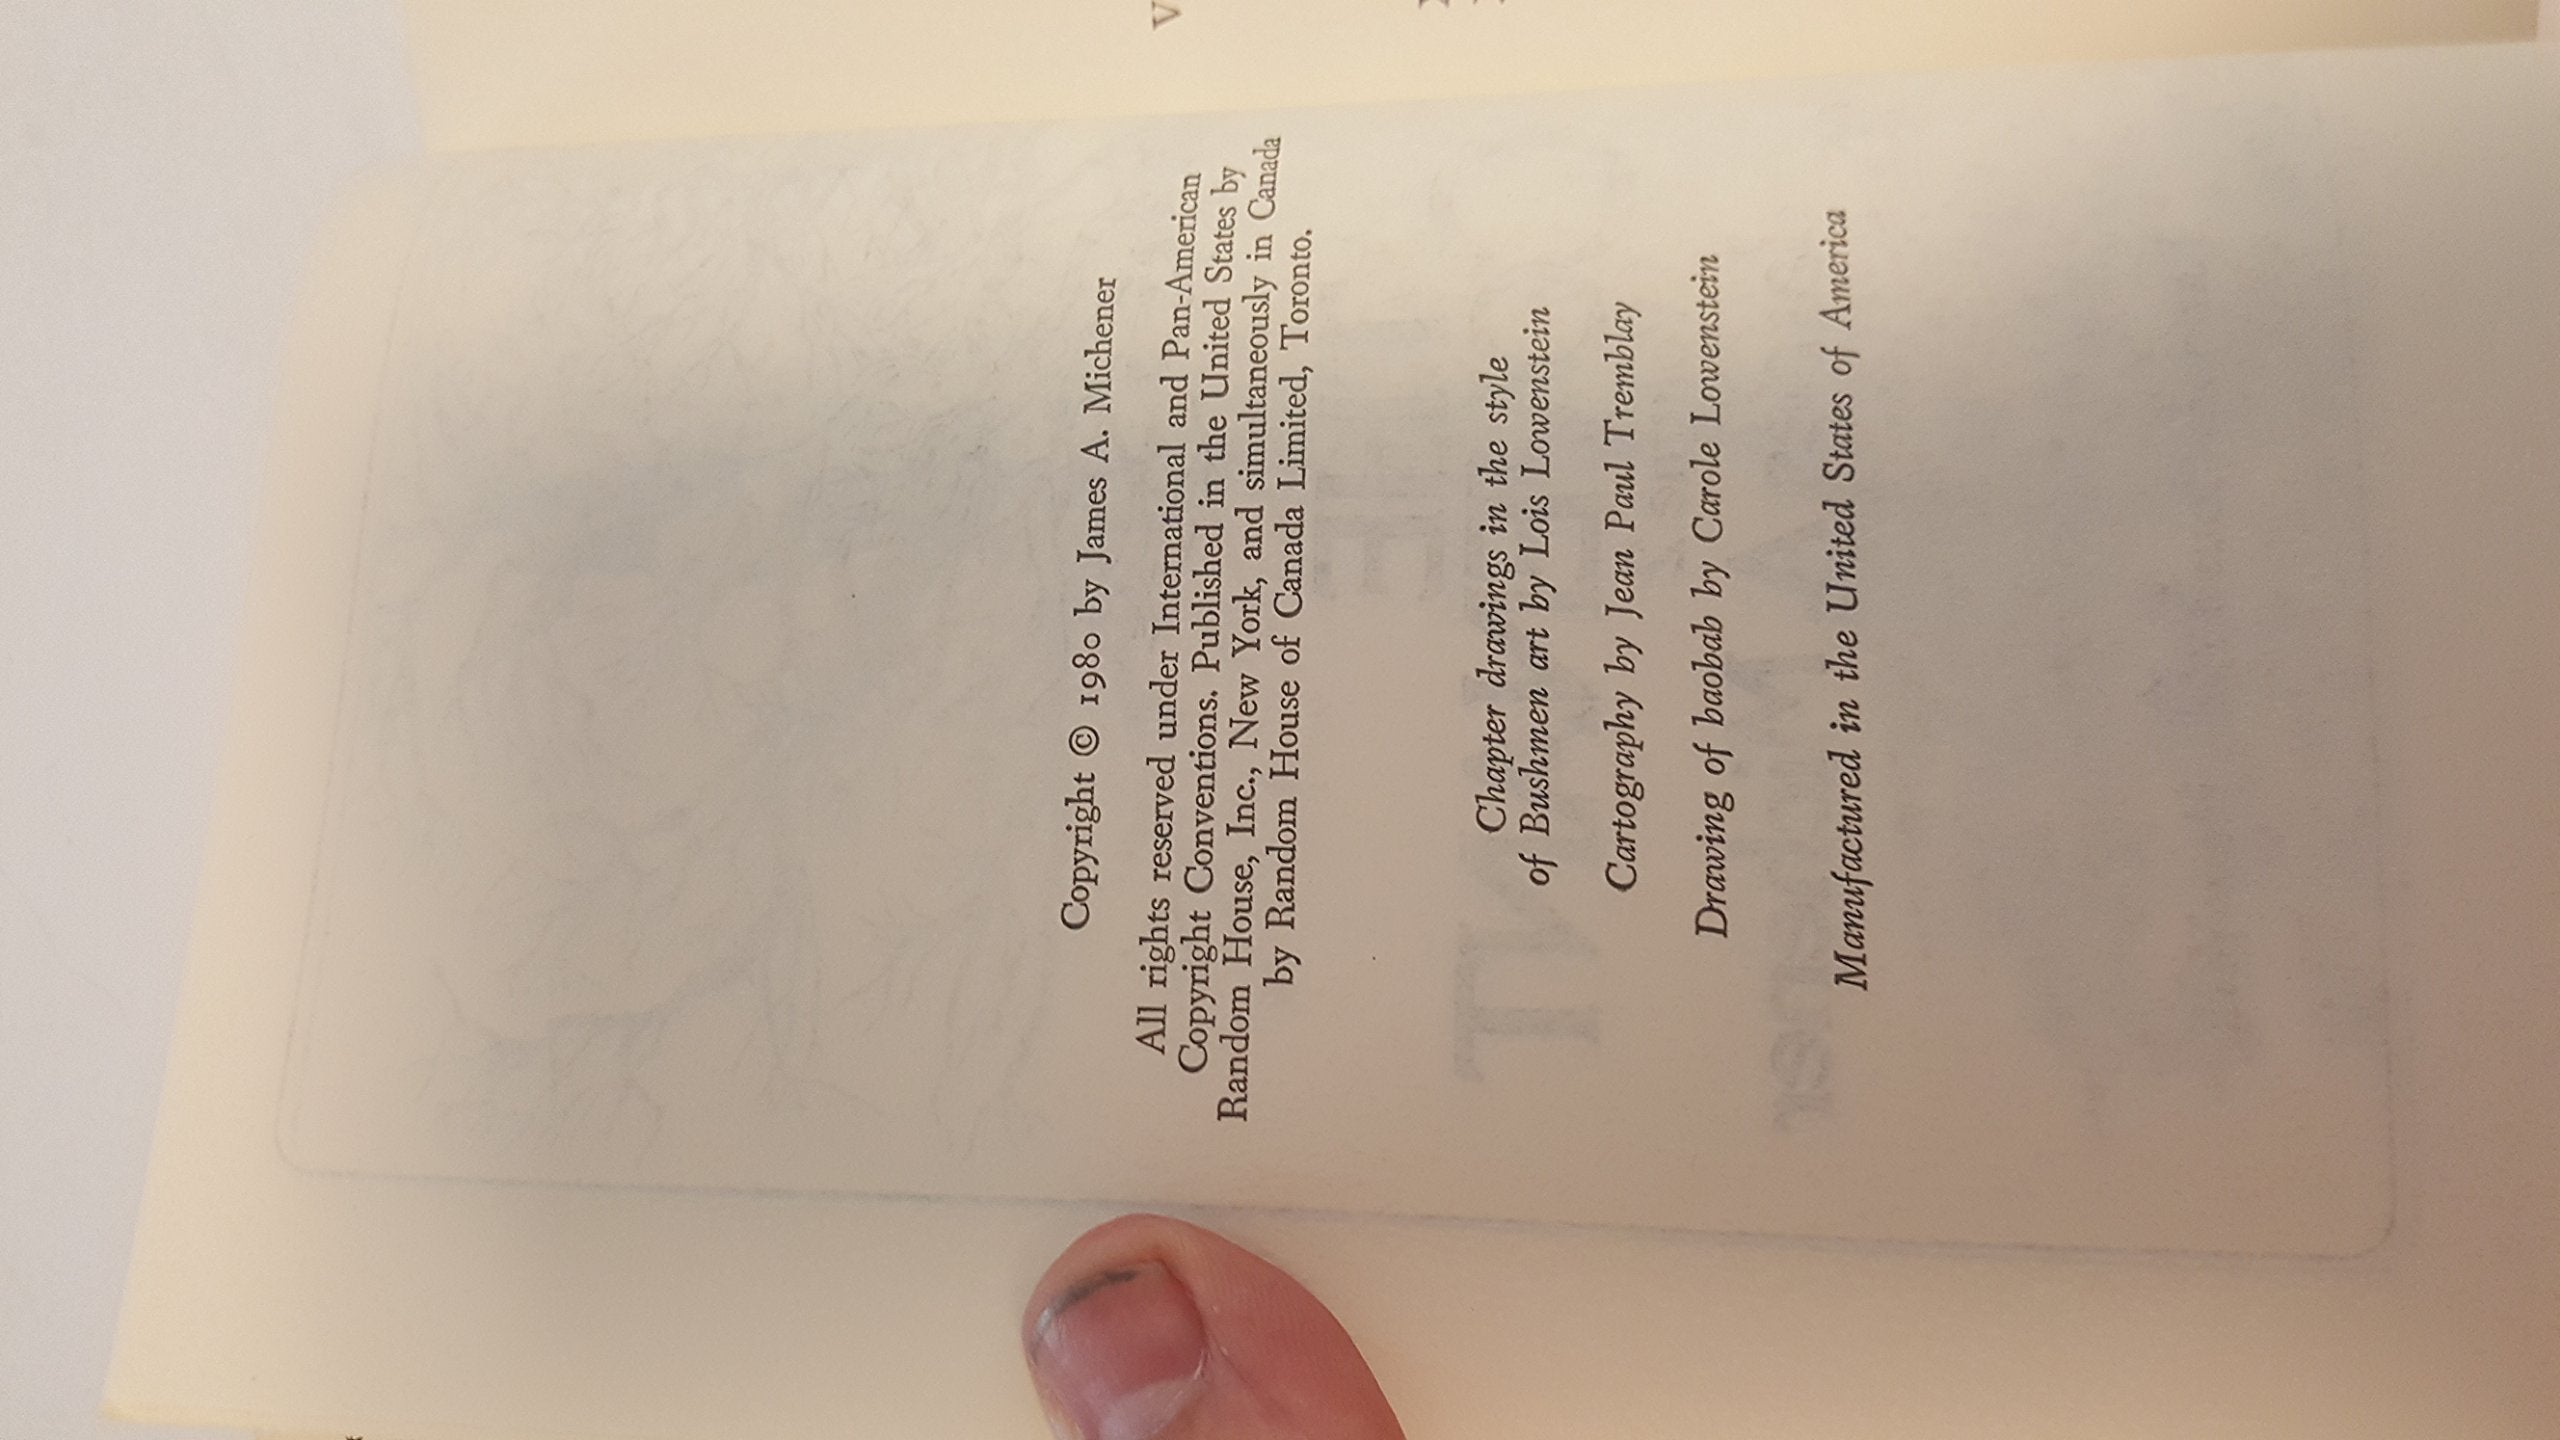 Copyright © 1980 by James A. Michener
All rights reserved under International and Pan-American
Copyright Conventions. Published in the United States by
Random House, Inc., New York, and simultaneously in Canada
by Random House of Canada Limited, Toronto.
Chapter drawings in the style
of Bushmen art by Lois Lowenstein
Cartography by Jean Paul Tremblay
Drawing of baobab by Carole Lowenstein
Manufactured in the United States of America